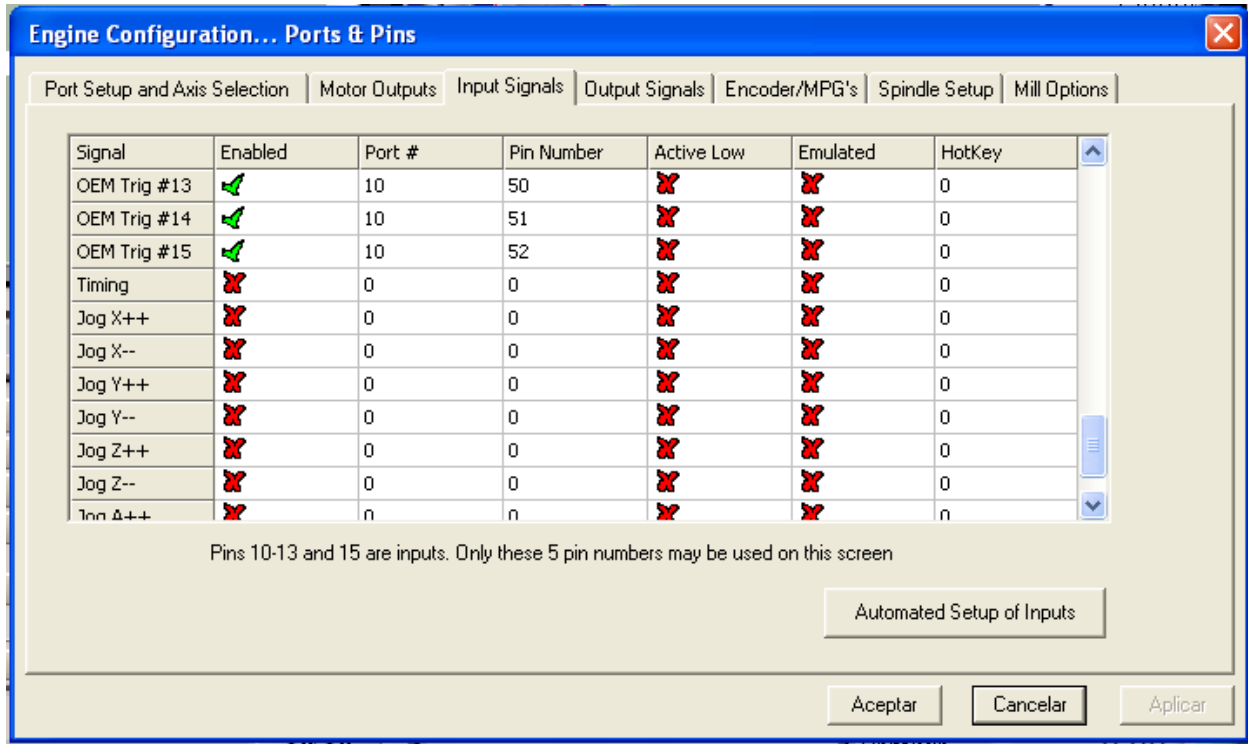 Engine Configuration... Ports & Pins
Port Setup and Axis Selection Motor Outputs Input Signals Output Signals Encoder/MPG's Spindle Setup Mill Options
Signal Enabled Port # Pin Number Active Low Emulated HotKey
OEM Trig #13 10 50 0
OEM Trig #14 10 51 0
OEM Trig #15 10 52 0
Timing 0 0 0
Jog X++ 0 0 0
Jog X-- 0 0 0
Jog Y++ 0 0 0
Jog Y-- 0 0 0
Jog Z++ 0 0 0
Jog Z-- 0 0 0
Jog A++ 0 0 0
Pins 10-13 and 15 are inputs. Only these 5 pin numbers may be used on this screen
Automated Setup of Inputs
Aceptar Cancelar Aplicar